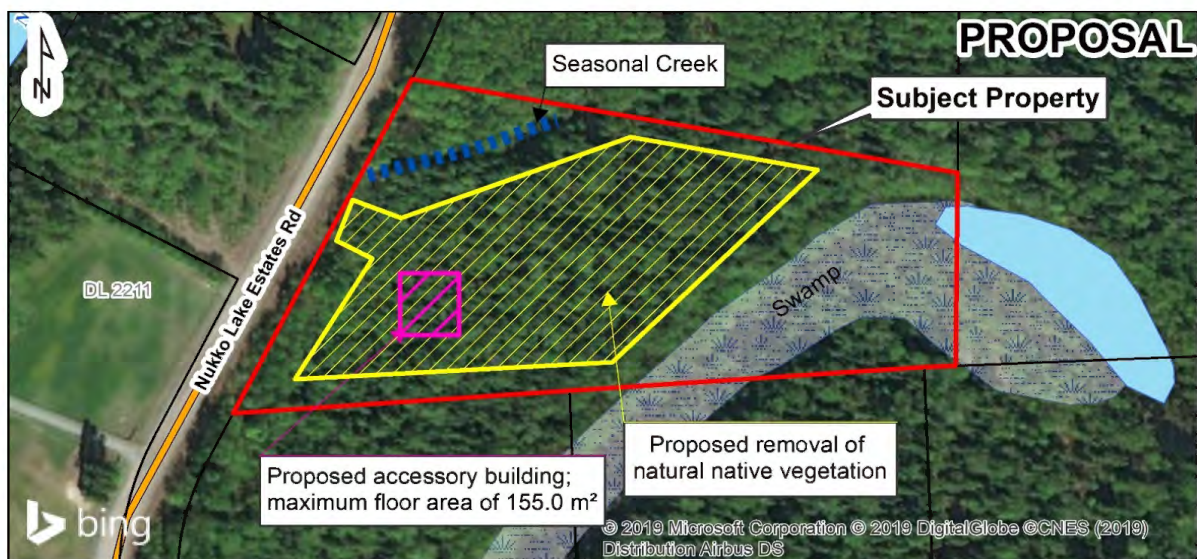 PROPOSAL
N
Seasonal Creek
Subject Property
Nukko Lake Estates Rd
DL 2211
Swamp
Proposed accessory building;
maximum floor area of 155.0 m²
Proposed removal of
natural native vegetation
bing
© 2019 Microsoft Corporation © 2019 DigitalGlobe ©CNES (2019)
Distribution Airbus DS